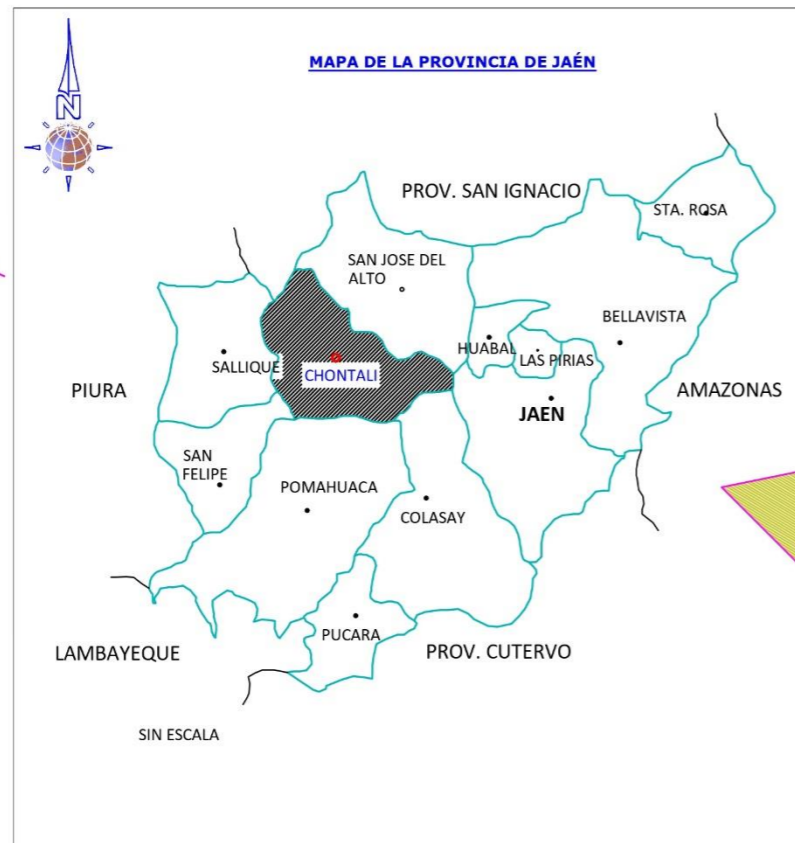 MAPA DE LA PROVINCIA DE JAÉN
N
PROV. SAN IGNACIO
STA. ROSA
SAN JOSE DEL
ALTO
BELLAVISTA
HUABAL
LAS PIRIAS
SALLIQUE
CHONTALI
PIURA
AMAZONAS
JAEN
SAN
FELIPE
POMAHUACA
COLASAY
PUCARA
LAMBAYEQUE
PROV. CUTERVO
SIN ESCALA